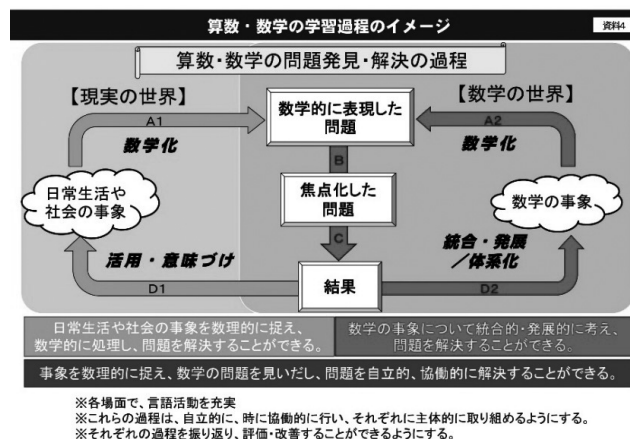 算数・数学の学習過程のイメージ
資料4
算数・数学の問題発見・解決の過程
【現実の世界】
【数学の世界】
A1
数学化
数学的に表現した
問題
A2
数学化
B
日常生活や
社会の事象
焦点化した
問題
数学の事象
C
活用・意味づけ
統合・発展
／体系化
D1
結果
D2
日常生活や社会の事象を数理的に捉え、
数学的に処理し、問題を解決することができる。
数学の事象について統合的・発展的に考え、
問題を解決することができる。
事象を数理的に捉え、数学の問題を見いだし、問題を自立的、協働的に解決することができる。
※各場面で、言語活動を充実
※これらの過程は、自立的に、時に協働的に行い、それぞれに主体的に取り組めるようにする。
※それぞれの過程を振り返り、評価・改善することができるようにする。